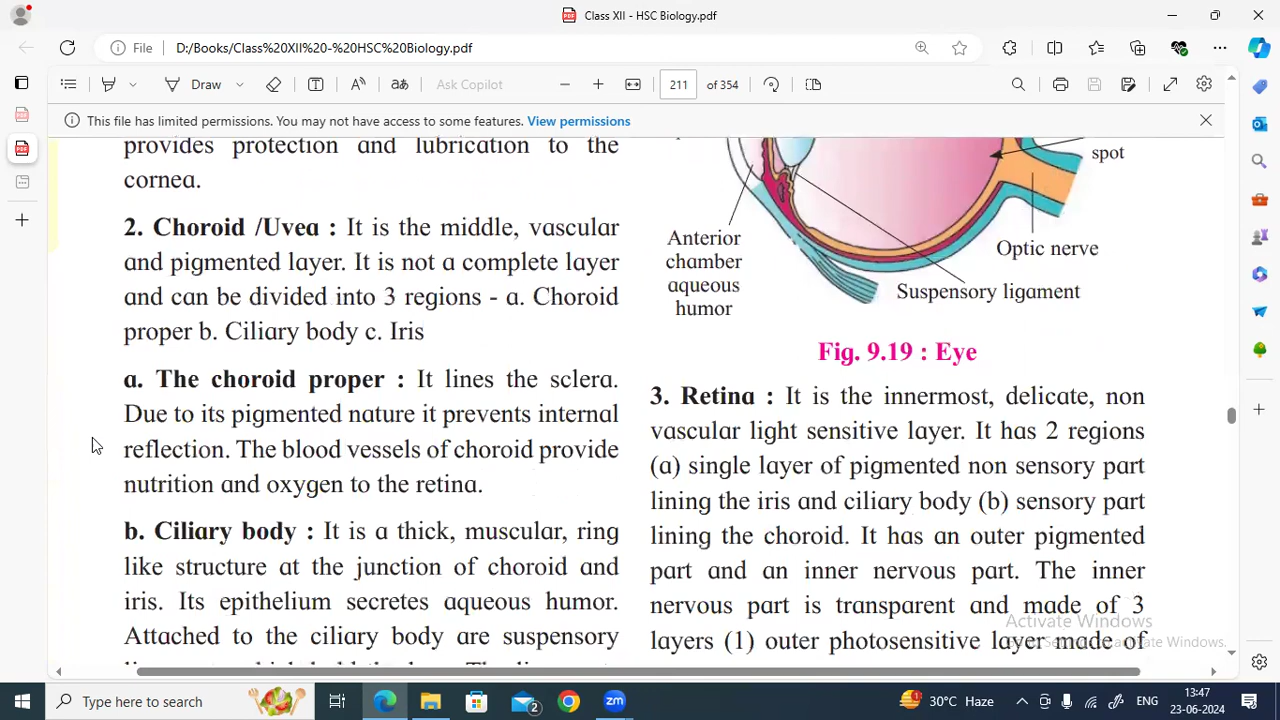 Class XII - HSC Biology.pdf
File D:/Books/Class%20XII%20-%20HSC%20Biology.pdf
Draw
Ask Copilot
211 of 354
This file has limited permissions. You may not have access to some features. View permissions
provides protection and lubrication to the
cornea.
2. Choroid /Uvea : It is the middle, vascular
and pigmented layer. It is not a complete layer
and can be divided into 3 regions - a. Choroid
proper b. Ciliary body c. Iris
a. The choroid proper : It lines the sclera.
Due to its pigmented nature it prevents internal
reflection. The blood vessels of choroid provide
nutrition and oxygen to the retina.
b. Ciliary body : It is a thick, muscular, ring
like structure at the junction of choroid and
iris. Its epithelium secretes aqueous humor.
Attached to the ciliary body are suspensory
spot
Anterior
chamber
aqueous
humor
Optic nerve
Suspensory ligament
Fig. 9.19 : Eye
3. Retina : It is the innermost, delicate, non
vascular light sensitive layer. It has 2 regions
(a) single layer of pigmented non sensory part
lining the iris and ciliary body (b) sensory part
lining the choroid. It has an outer pigmented
part and an inner nervous part. The inner
nervous part is transparent and made of 3
layers (1) outer photosensitive layer made of
Activate Windows
Go to Settings to activate Windows.
Type here to search
2
30°C Haze
ENG
13:47
23-06-2024